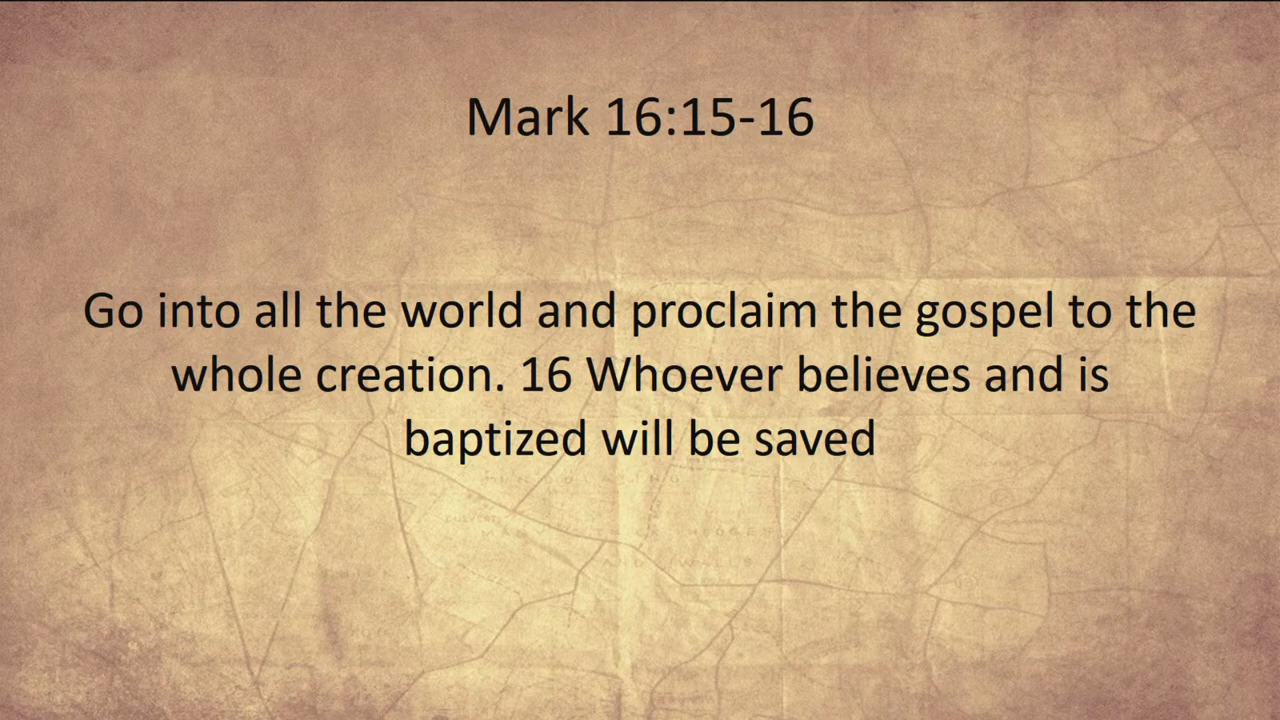 Mark 16:15-16
Go into all the world and proclaim the gospel to the
whole creation. 16 Whoever believes and is
baptized will be saved